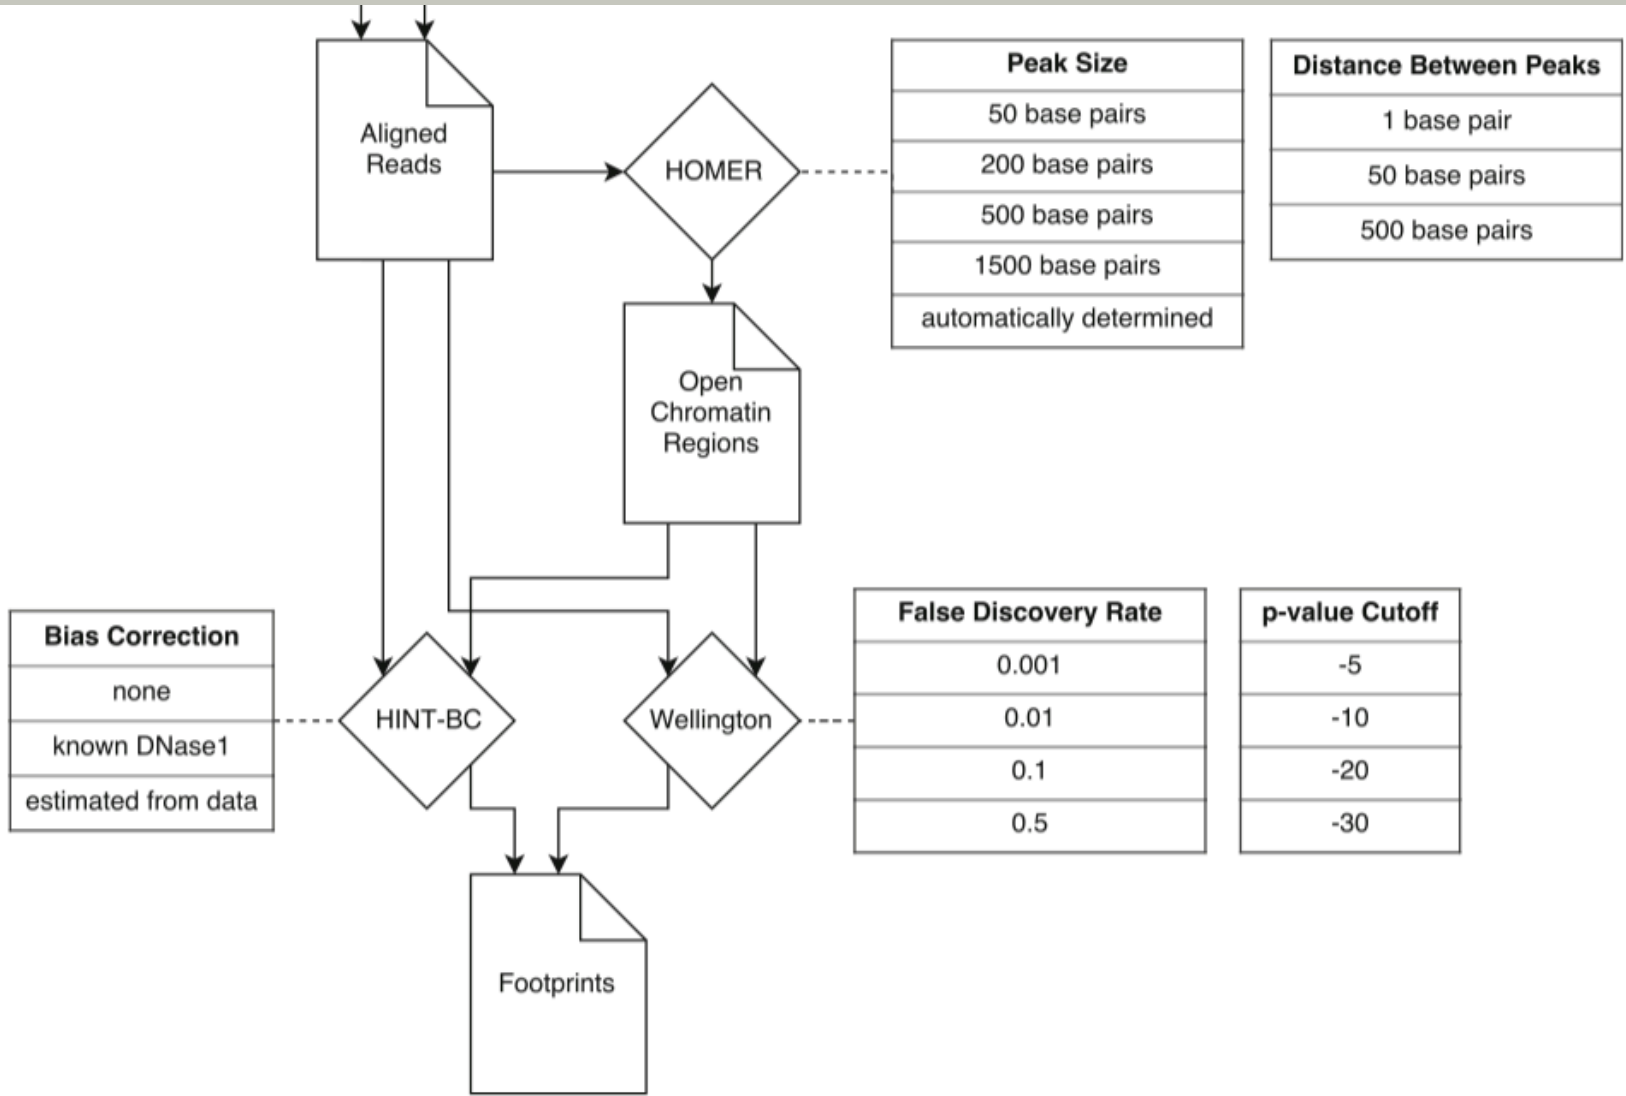 Aligned
Reads
HOMER
Peak Size
50 base pairs
200 base pairs
500 base pairs
1500 base pairs
automatically determined
Distance Between Peaks
1 base pair
50 base pairs
500 base pairs
Open
Chromatin
Regions
Bias Correction
none
known DNase1
estimated from data
HINT-BC
Wellington
False Discovery Rate
0.001
0.01
0.1
0.5
p-value Cutoff
-5
-10
-20
-30
Footprints